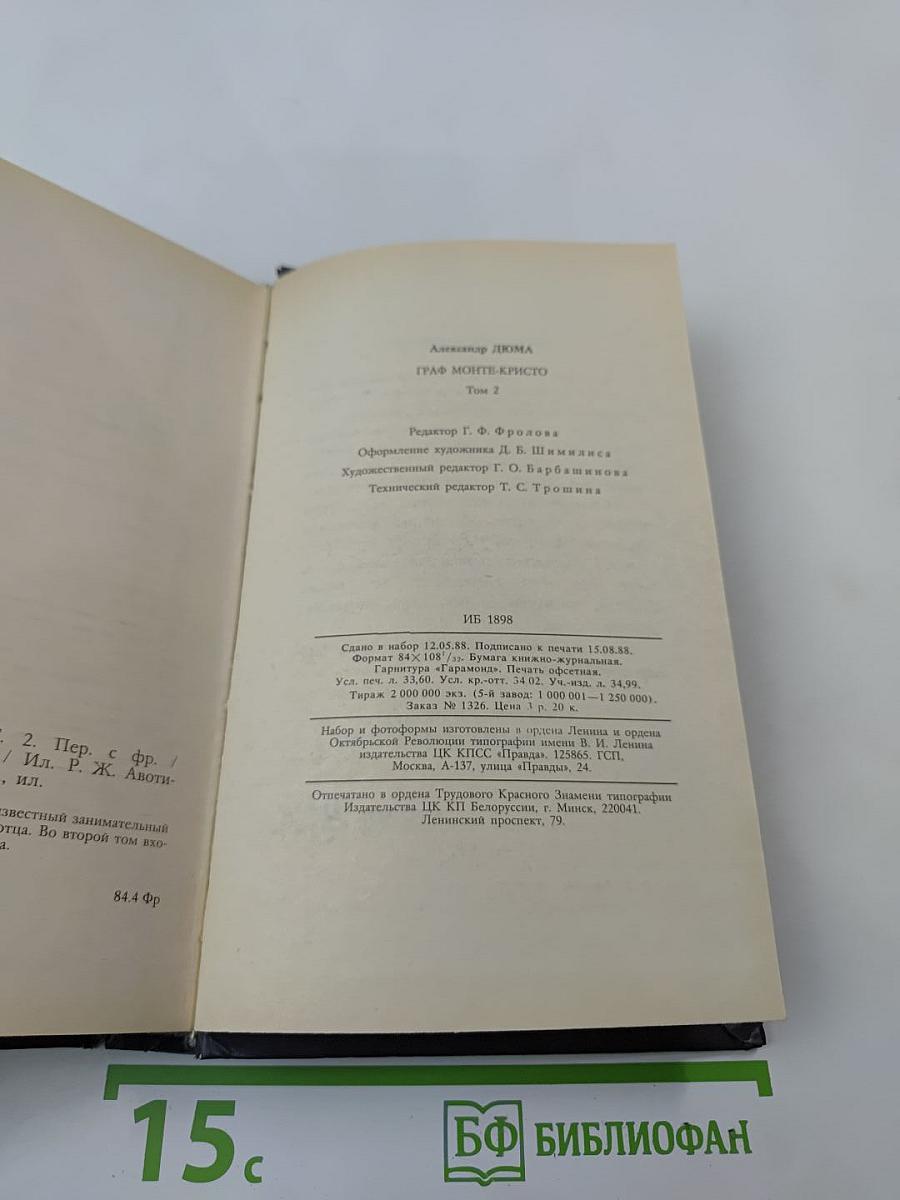 . 2. Пер. с фр. /
/ Ил. Р. Ж. Авоти-
, ил.
известный занимательный
отца. Во второй том вхо-
а.
84.4 Фр
Александр ДЮМА
ГРАФ МОНТЕ-КРИСТО
Том 2
Редактор Г. Ф. Фролова
Оформление художника Д. Б. Шимилиса
Художественный редактор Г. О. Барбашинова
Технический редактор Т. С. Трошина
ИБ 1898
Сдано в набор 12.05.88. Подписано к печати 15.08.88.
Формат 84×108¹/₃₂. Бумага книжно-журнальная.
Гарнитура «Гарамонд». Печать офсетная.
Усл. печ. л. 33,60. Усл. кр.-отт. 34 02. Уч.-изд. л. 34,99.
Тираж 2 000 000 экз. (5-й завод: 1 000 001—1 250 000).
Заказ № 1326. Цена 3 р. 20 к.
Набор и фотоформы изготовлены в ордена Ленина и ордена
Октябрьской Революции типографии имени В. И. Ленина
издательства ЦК КПСС «Правда». 125865. ГСП,
Москва, А-137, улица «Правды», 24.
Отпечатано в ордена Трудового Красного Знамени типографии
Издательства ЦК КП Белоруссии, г. Минск, 220041.
Ленинский проспект, 79.
15 с
БФ БИБЛИОФАН